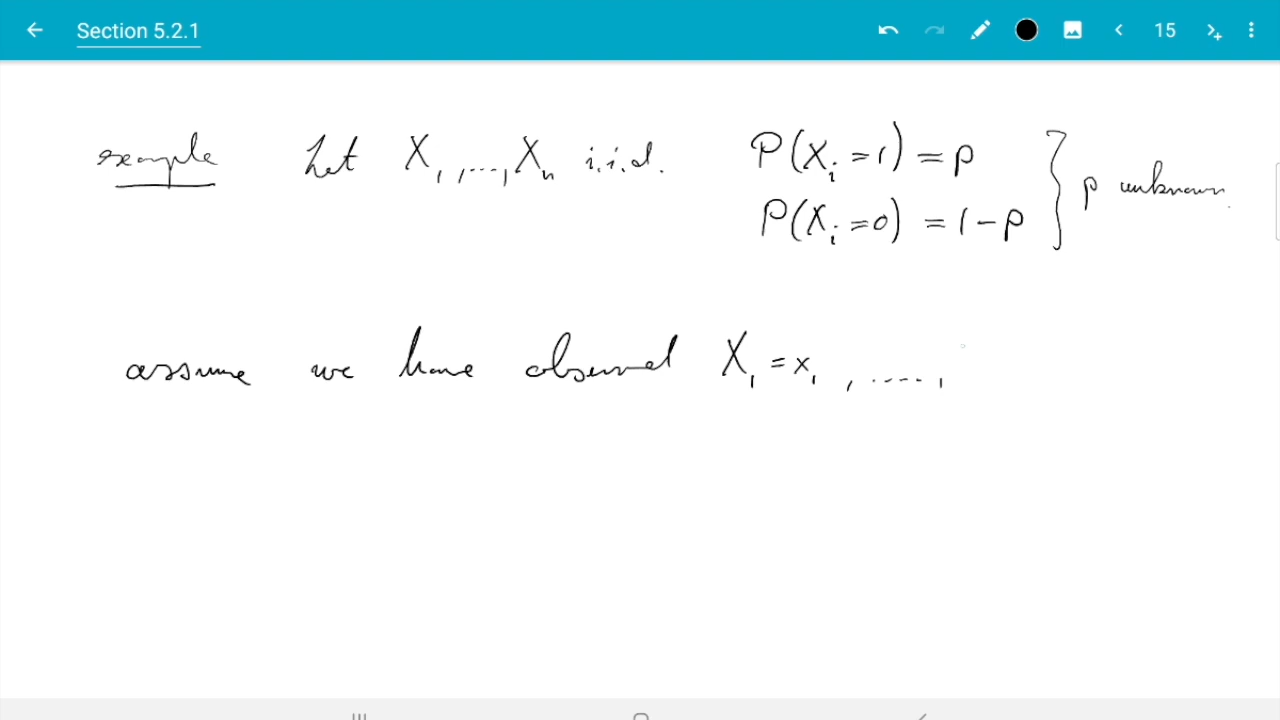 Section 5.2.1
15
example Let X₁,...,Xₙ i.i.d. P(Xᵢ=1) = p
P(Xᵢ=0) = 1-p } p unknown.
assume we have observed X₁ = x₁, ......,